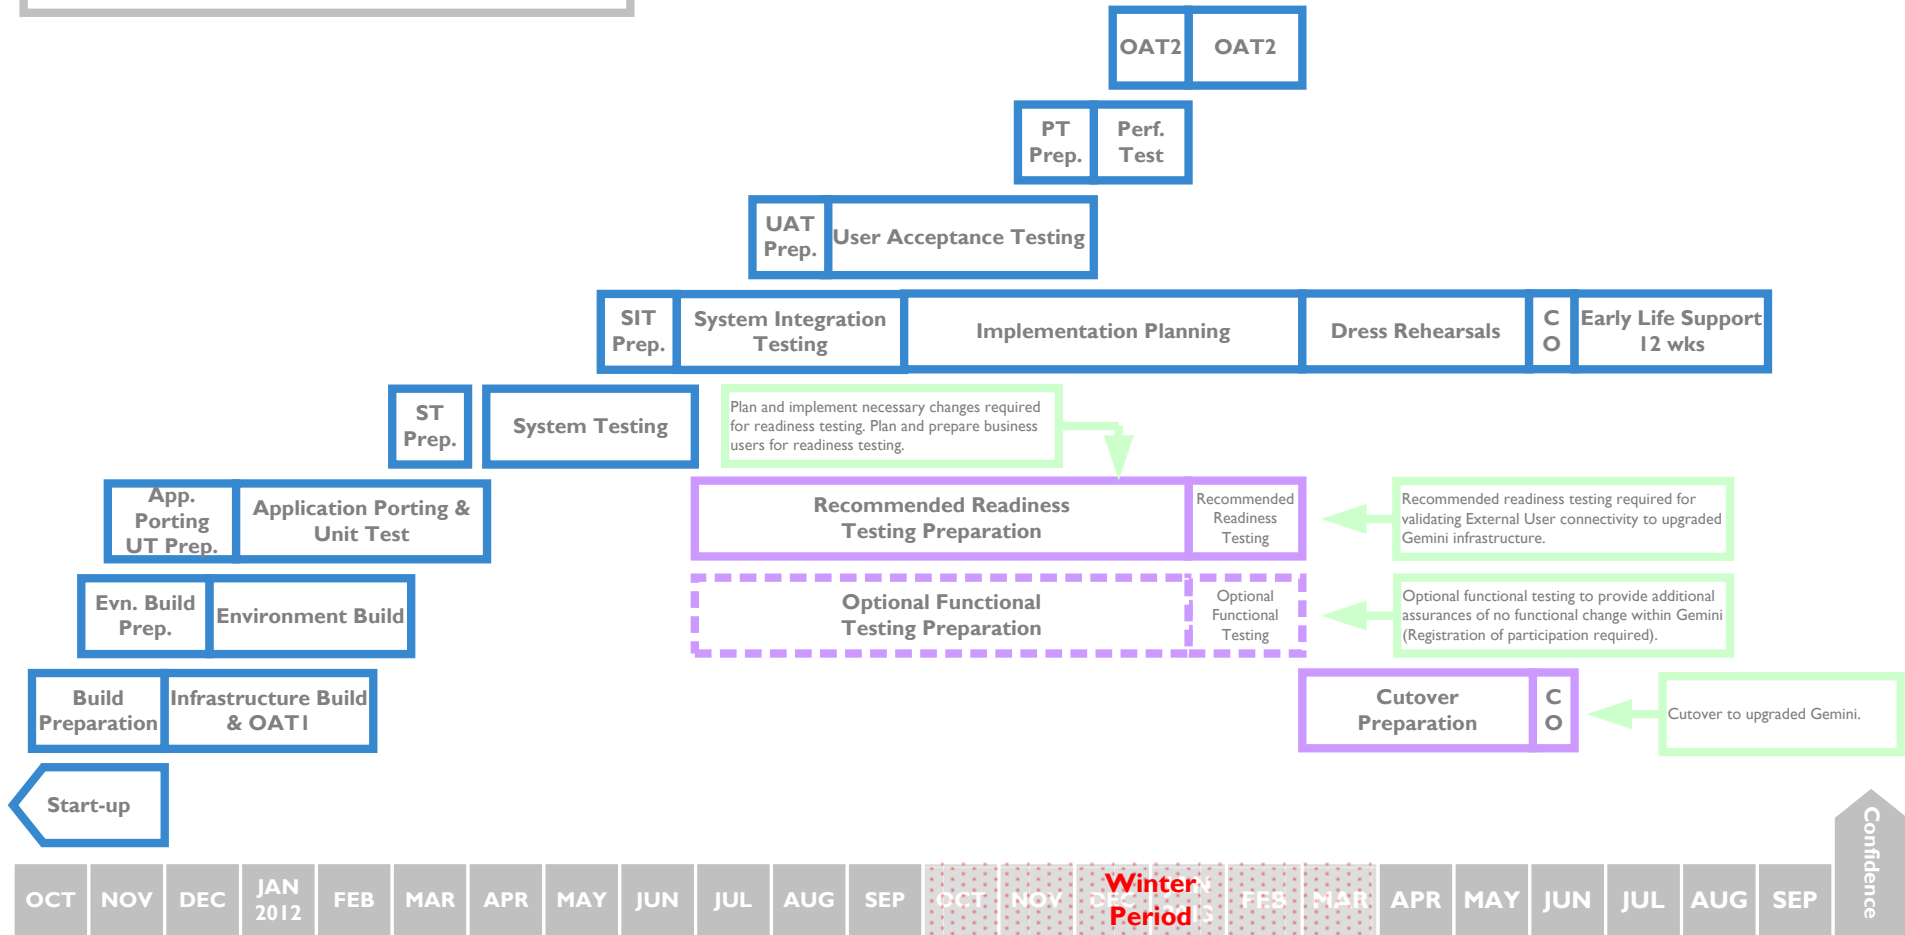 OAT2
OAT2
PT
Prep.
Perf.
Test
UAT
Prep.
User Acceptance Testing
SIT
Prep.
System Integration
Testing
Implementation Planning
Dress Rehearsals
C
O
Early Life Support
12 wks
ST
Prep.
System Testing
Plan and implement necessary changes required
for readiness testing. Plan and prepare business
users for readiness testing.
App.
Porting
UT Prep.
Application Porting &
Unit Test
Recommended Readiness
Testing Preparation
Recommended
Readiness
Testing
Recommended readiness testing required for
validating External User connectivity to upgraded
Gemini infrastructure.
Evn. Build
Prep.
Environment Build
Optional Functional
Testing Preparation
Optional
Functional
Testing
Optional functional testing to provide additional
assurances of no functional change within Gemini
(Registration of participation required).
Build
Preparation
Infrastructure Build
& OAT1
Cutover
Preparation
C
O
Cutover to upgraded Gemini.
Start-up
Confidence
OCT
NOV
DEC
JAN
2012
FEB
MAR
APR
MAY
JUN
JUL
AUG
SEP
OCT
NOV
DEC
Winter
Period
FEB
MAR
APR
MAY
JUN
JUL
AUG
SEP